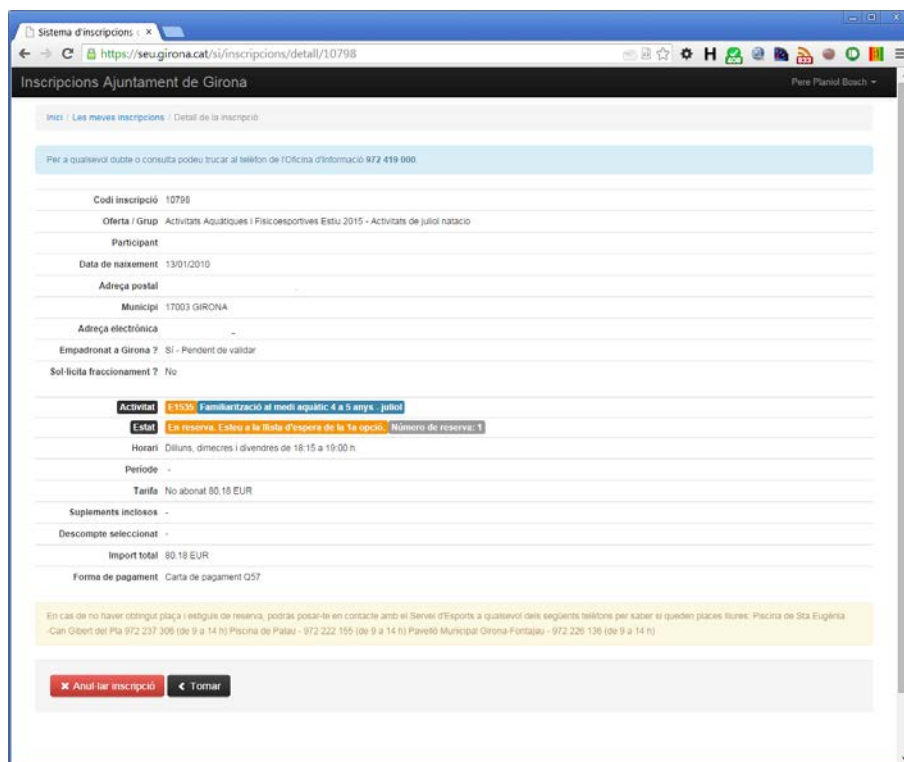 Sistema d'inscripcions
https://seu.girona.cat/si/inscripcions/detall/10798
Inscripcions Ajuntament de Girona
Pere Planiol Bosch
Inici / Les meves inscripcions / Detall de la inscripció
Per a qualsevol dubte o consulta podeu trucar al telèfon de l'Oficina d'Informació 972 419 000.
Codi inscripció 10798
Oferta / Grup Activitats Aquàtiques i Fisicoesportives Estiu 2015 - Activitats de juliol natacio
Participant
Data de naixement 13/01/2010
Adreça postal
Municipi 17003 GIRONA
Adreça electrònica
Empadronat a Girona ? Sí - Pendent de validar
Sol·licita fraccionament ? No
Activitat E1535 Familiarització al medi aquàtic 4 a 5 anys . juliol
Estat En reserva. Esteu a la llista d'espera de la 1a opció. Número de reserva: 1
Horari Dilluns, dimecres i divendres de 18:15 a 19:00 h
Període -
Tarifa No abonat 80,18 EUR
Suplements inclosos -
Descompte seleccionat -
Import total 80.18 EUR
Forma de pagament Carta de pagament Q57
En cas de no haver obtingut plaça i estiguis de reserva, podràs posar-te en contacte amb el Servei d'Esports a qualsevol dels següents telèfons per saber si queden places lliures: Piscina de Sta Eugènia
-Can Gibert del Pla 972 237 306 (de 9 a 14 h) Piscina de Palau - 972 222 155 (de 9 a 14 h) Pavelló Municipal Girona-Fontajau - 972 226 136 (de 9 a 14 h)
Anul·lar inscripció
Tornar